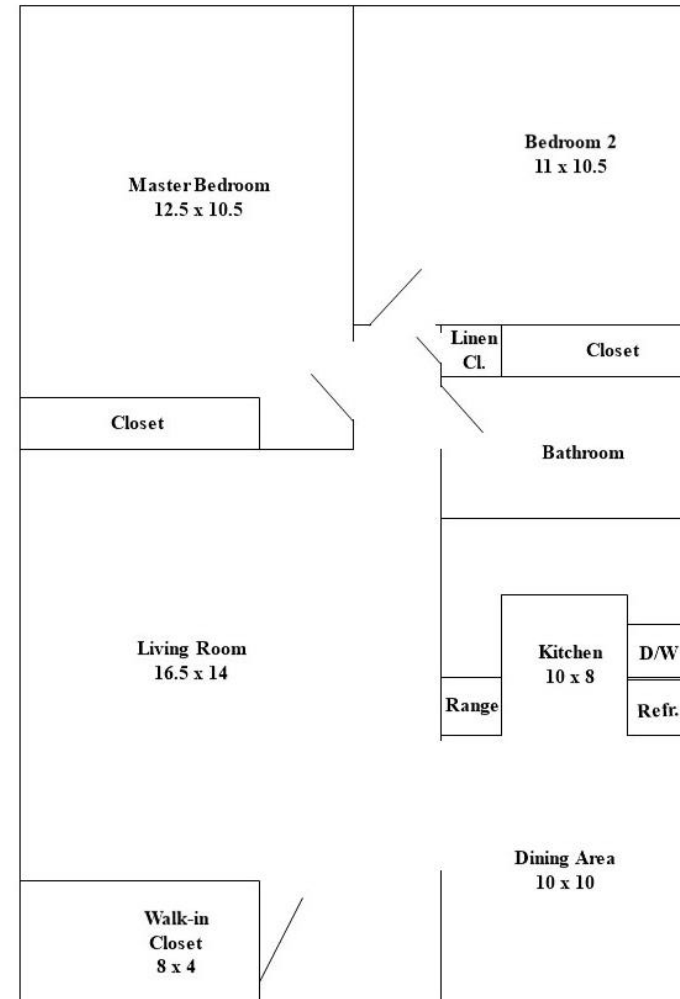 Bedroom 2
11 x 10.5
Master Bedroom
12.5 x 10.5
Linen
Cl.
Closet
Closet
Bathroom
Living Room
16.5 x 14
Kitchen
10 x 8
D/W
Range
Refr.
Dining Area
10 x 10
Walk-in
Closet
8 x 4